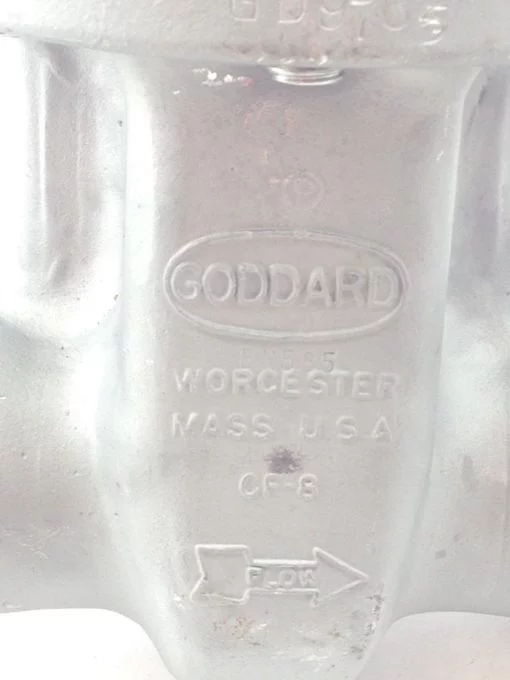 GODDARD
WORCESTER
MASS U.S.A
CF-8
FLOW